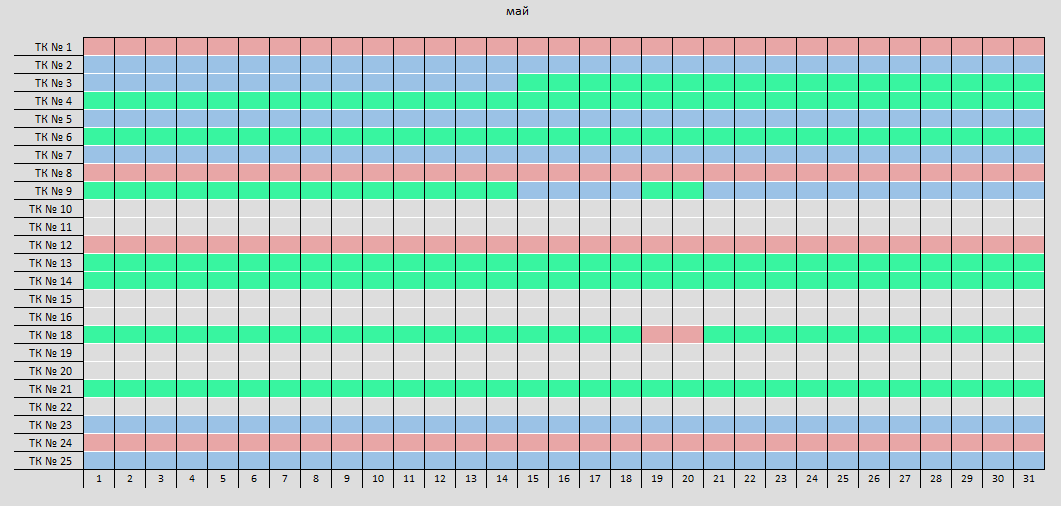 май
ТК № 1
ТК № 2
ТК № 3
ТК № 4
ТК № 5
ТК № 6
ТК № 7
ТК № 8
ТК № 9
ТК № 10
ТК № 11
ТК № 12
ТК № 13
ТК № 14
ТК № 15
ТК № 16
ТК № 18
ТК № 19
ТК № 20
ТК № 21
ТК № 22
ТК № 23
ТК № 24
ТК № 25
1 2 3 4 5 6 7 8 9 10 11 12 13 14 15 16 17 18 19 20 21 22 23 24 25 26 27 28 29 30 31